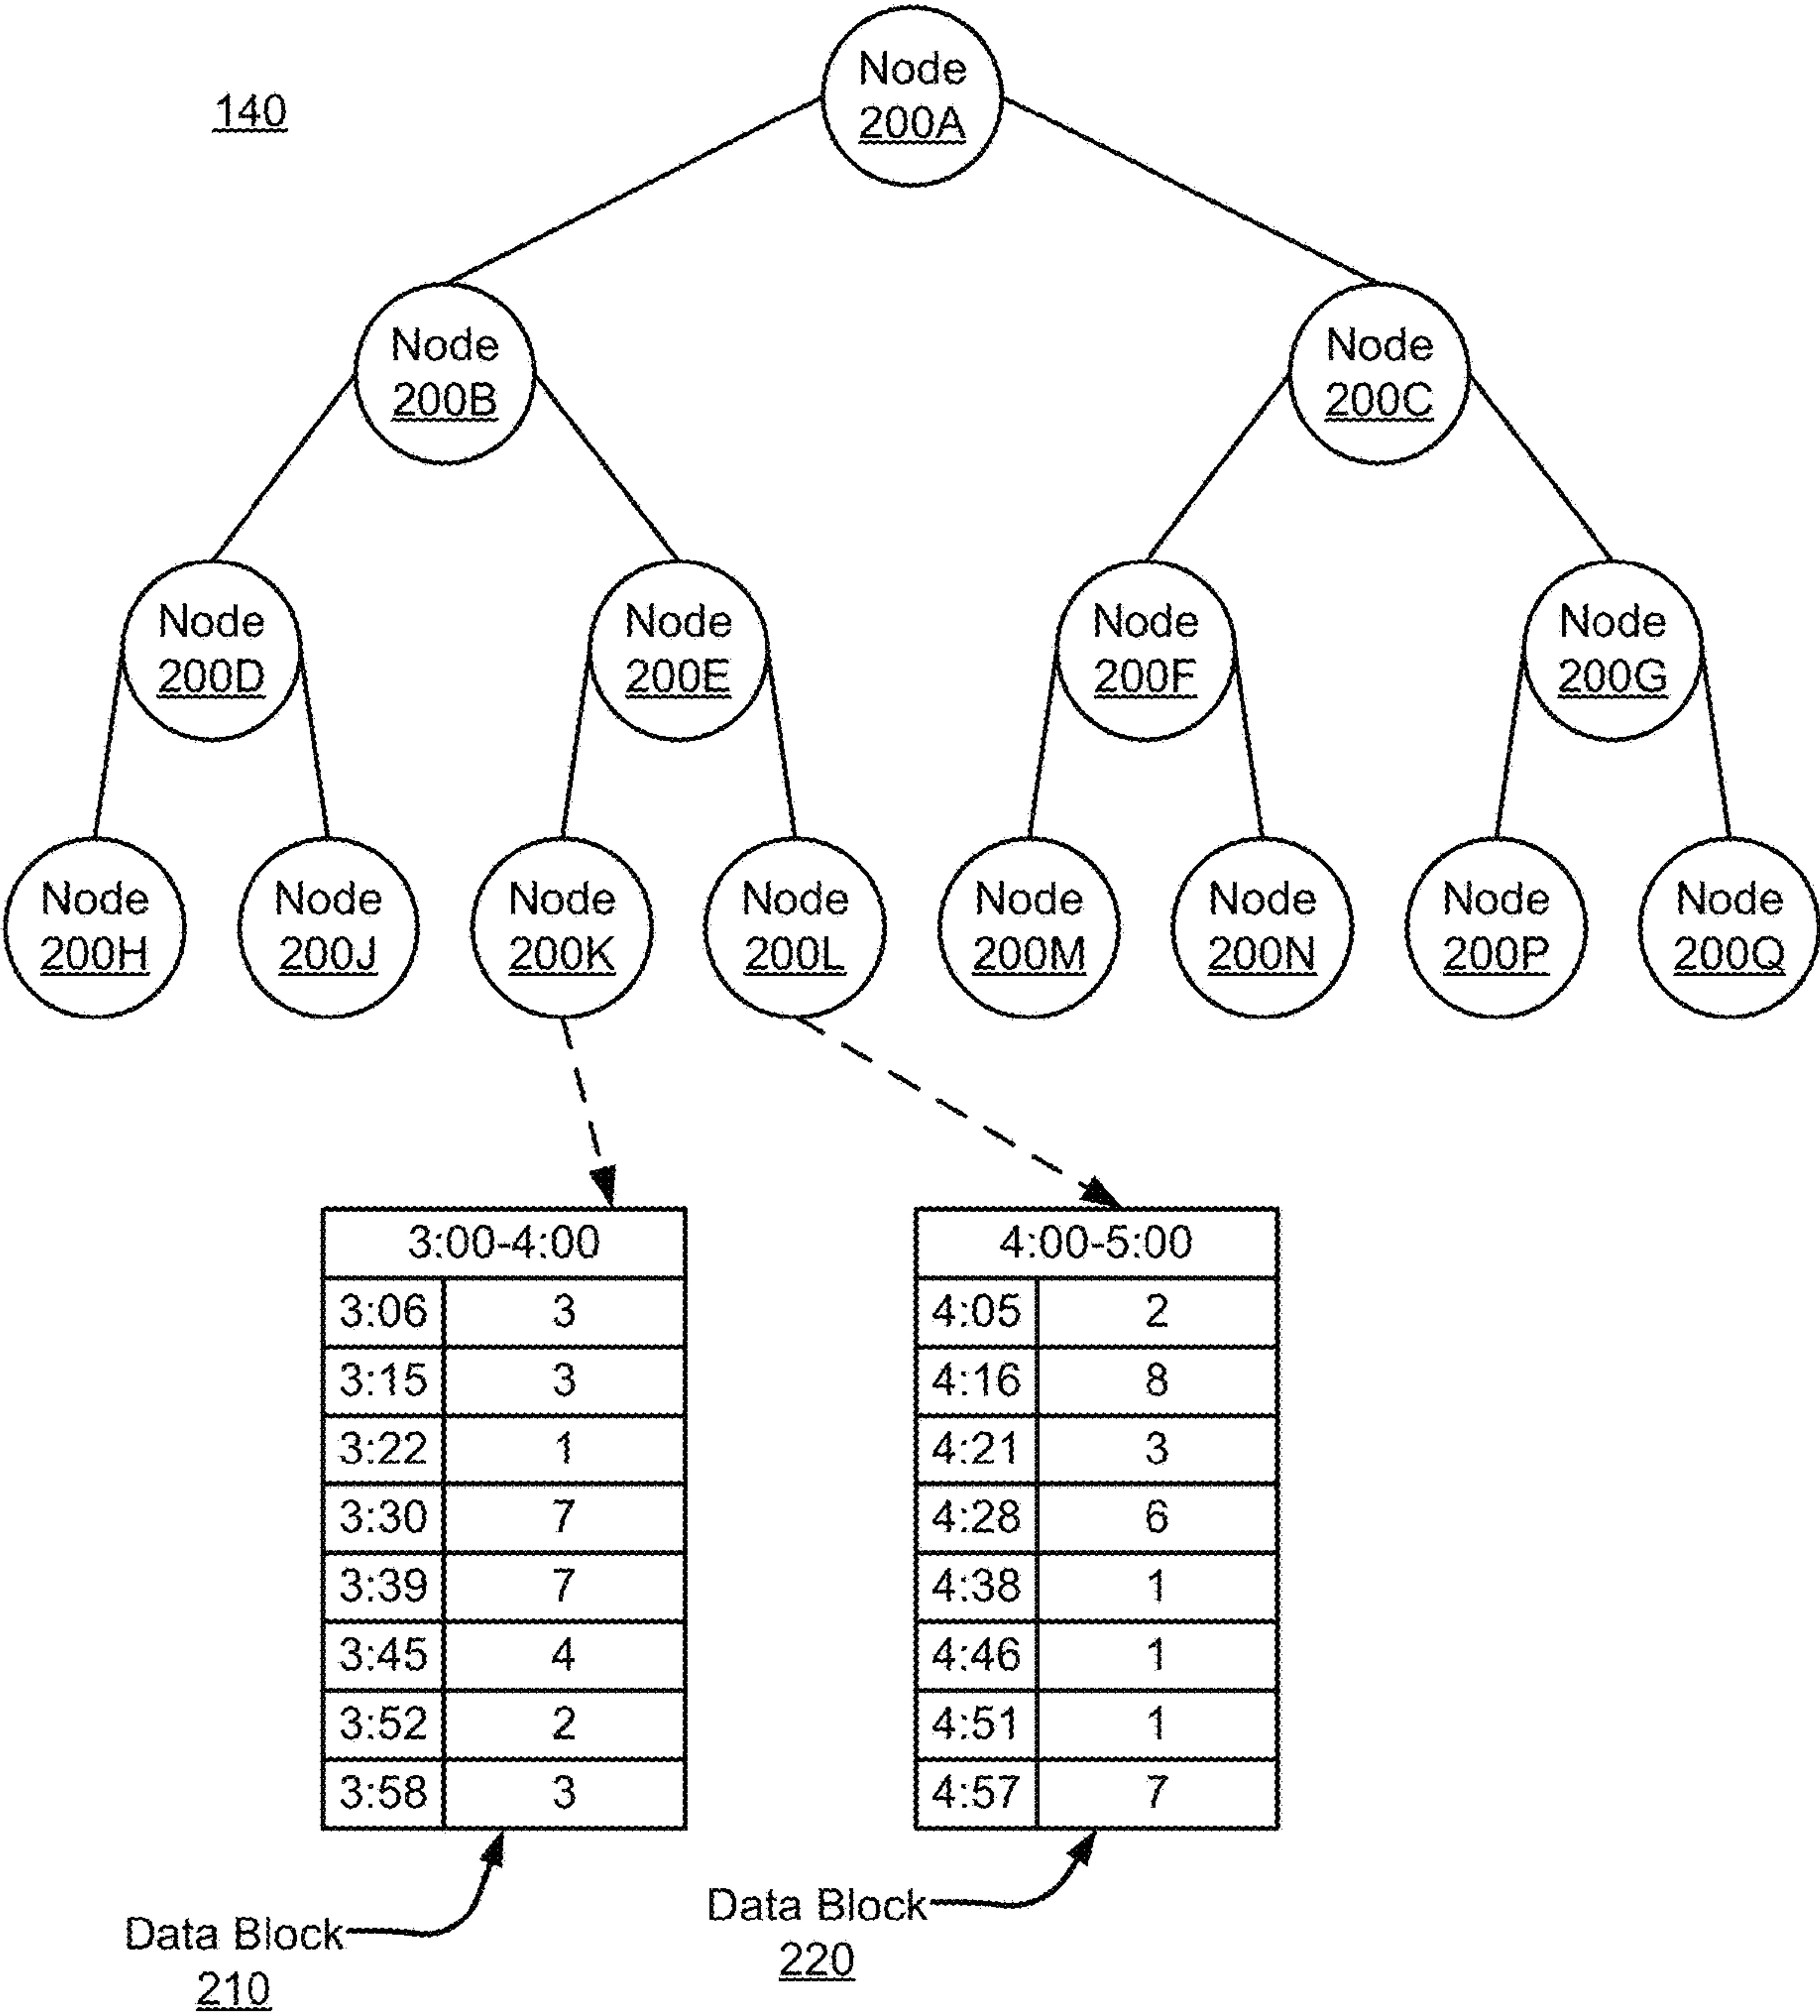 140
Node
200A
Node
200B
Node
200C
Node
200D
Node
200E
Node
200F
Node
200G
Node
200H
Node
200J
Node
200K
Node
200L
Node
200M
Node
200N
Node
200P
Node
200Q
3:00-4:00
3:06 3
3:15 3
3:22 1
3:30 7
3:39 7
3:45 4
3:52 2
3:58 3
4:00-5:00
4:05 2
4:16 8
4:21 3
4:28 6
4:38 1
4:46 1
4:51 1
4:57 7
Data Block
210
Data Block
220